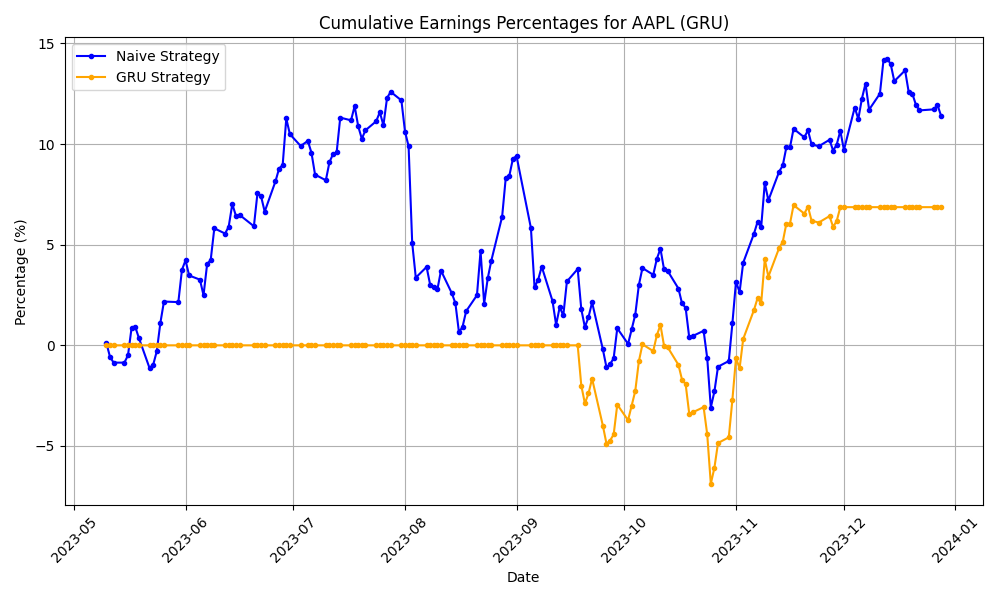 Cumulative Earnings Percentages for AAPL (GRU)
Naive Strategy
GRU Strategy
Percentage (%)
15
10
5
0
−5
2023-05
2023-06
2023-07
2023-08
2023-09
2023-10
2023-11
2023-12
2024-01
Date